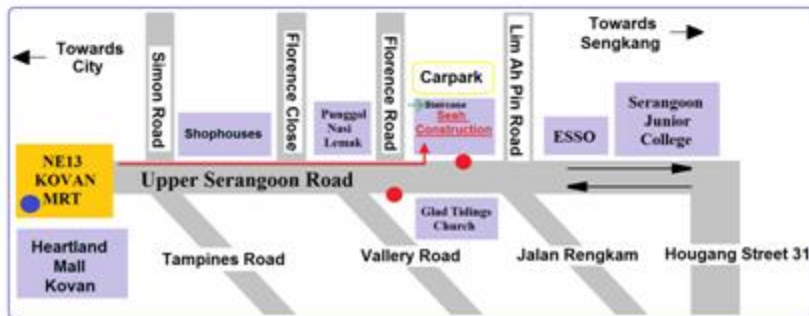 Towards
City
Simon Road
Florence Close
Florence Road
Lim Ah Pin Road
Towards
Sengkang
Carpark
Staircase
Seah
Construction
Shophouses
Punggol
Nasi
Lemak
ESSO
Serangoon
Junior
College
NE13
KOVAN
MRT
Upper Serangoon Road
Glad Tidings
Church
Heartland
Mall
Kovan
Tampines Road
Vallery Road
Jalan Rengkam
Hougang Street 31